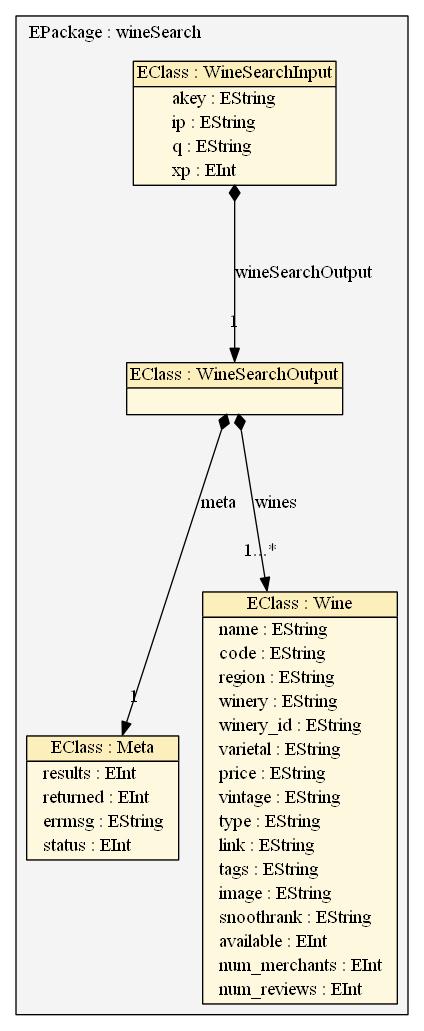 EPackage : wineSearch
EClass : WineSearchInput
akey : EString
ip : EString
q : EString
xp : EInt
wineSearchOutput
1
EClass : WineSearchOutput
meta
wines
1...*
1
EClass : Wine
name : EString
code : EString
region : EString
winery : EString
winery_id : EString
varietal : EString
price : EString
vintage : EString
type : EString
link : EString
tags : EString
image : EString
snoothrank : EString
available : EInt
num_merchants : EInt
num_reviews : EInt
EClass : Meta
results : EInt
returned : EInt
errmsg : EString
status : EInt